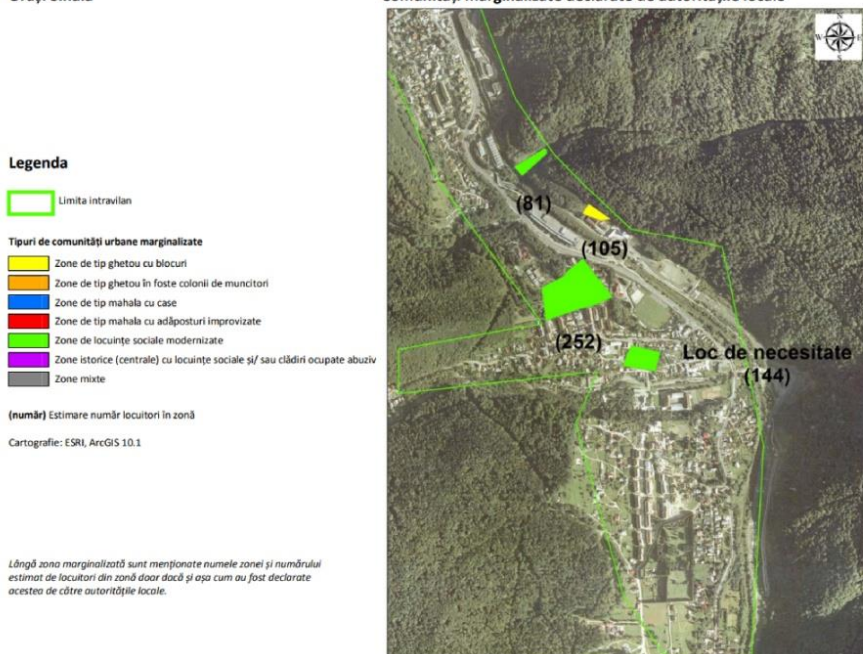 Legenda
Limita intravilan
Tipuri de comunități urbane marginalizate
Zone de tip ghetou cu blocuri
Zone de tip ghetou în foste colonii de muncitori
Zone de tip mahala cu case
Zone de tip mahala cu adăposturi improvizate
Zone de locuințe sociale modernizate
Zone istorice (centrale) cu locuințe sociale și/ sau clădiri ocupate abuziv
Zone mixte
(număr) Estimare număr locuitori în zonă
Cartografie: ESRI, ArcGIS 10.1
Lângă zona marginalizată sunt menționate numele zonei și numărului
estimat de locuitori din zonă doar dacă și așa cum au fost declarate
acestea de către autoritățile locale.
N
W
E
S
(81)
(105)
(252)
Loc de necesitate
(144)